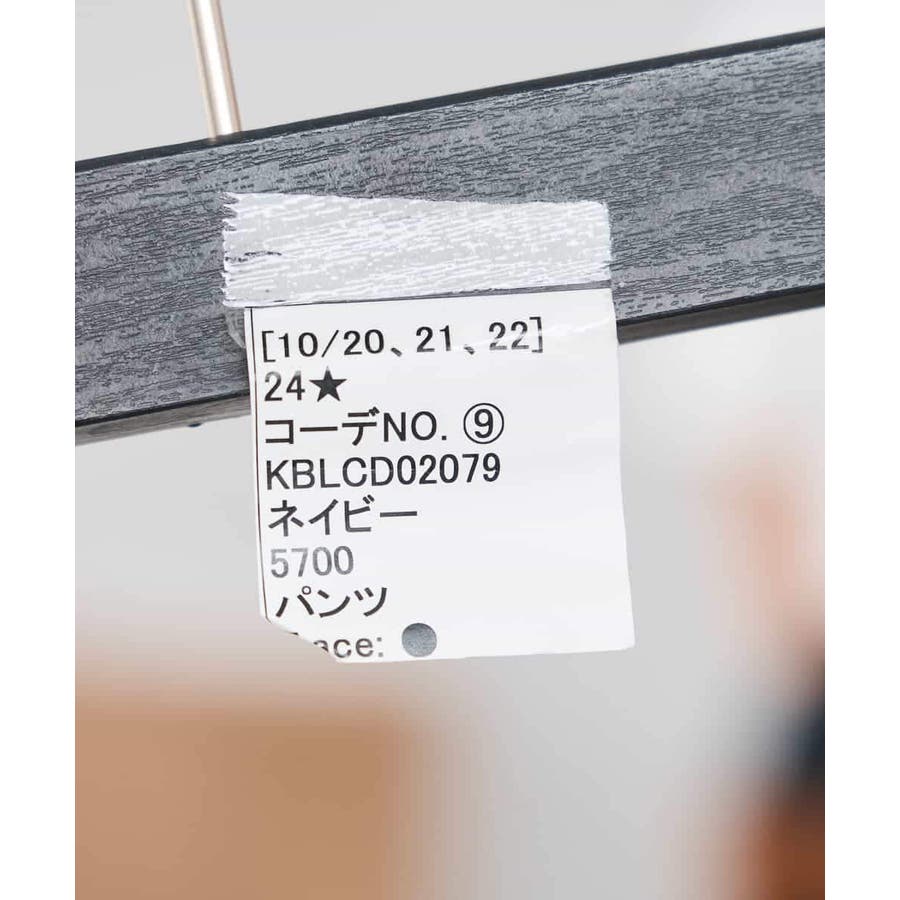 [10/20、21、22]
24★
コーデNO. ⑨
KBLCD02079
ネイビー
5700
パンツ